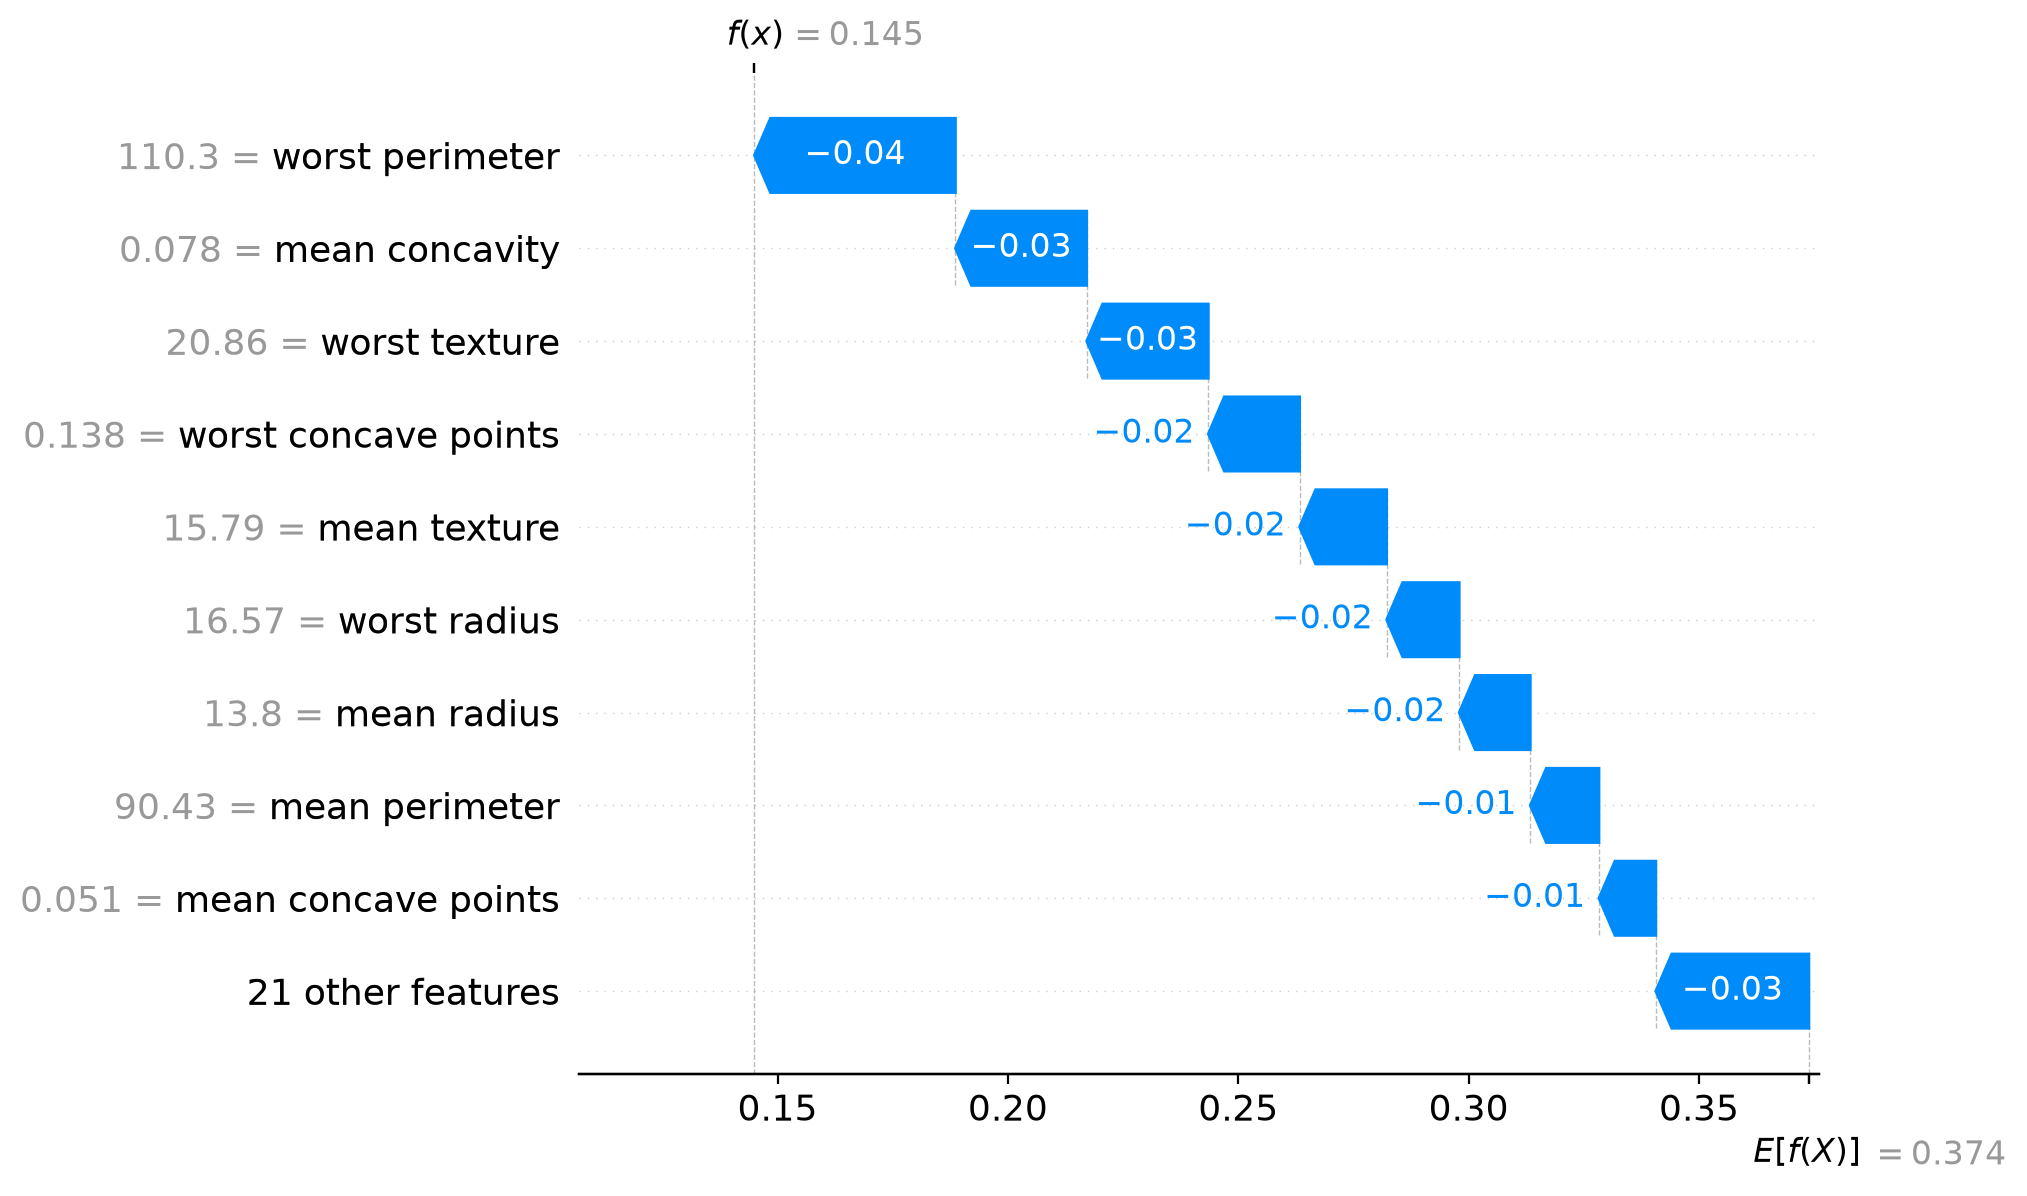 f(x) = 0.145
110.3 = worst perimeter −0.04
0.078 = mean concavity −0.03
20.86 = worst texture −0.03
0.138 = worst concave points −0.02
15.79 = mean texture −0.02
16.57 = worst radius −0.02
13.8 = mean radius −0.02
90.43 = mean perimeter −0.01
0.051 = mean concave points −0.01
21 other features −0.03
0.15 0.20 0.25 0.30 0.35
E[f(X)] = 0.374